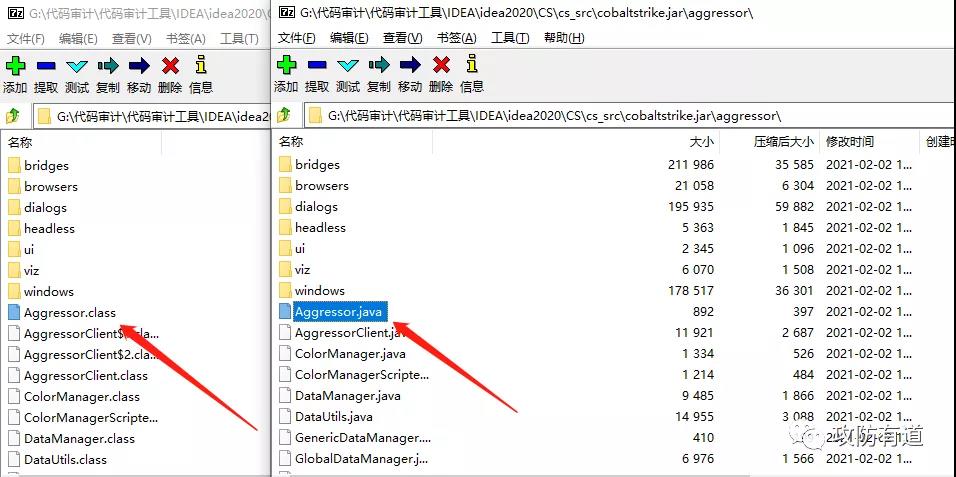 G:\代码审计\代码审计工具\IDEA\idea2020\CS\cs_
文件(F) 编辑(E) 查看(V) 书签(A) 工具(T)
添加 提取 测试 复制 移动 删除 信息
G:\代码审计\代码审计工具\IDEA\idea2
名称
bridges
browsers
dialogs
headless
ui
viz
windows
Aggressor.class
AggressorClient$1.cla...
AggressorClient$2.cla...
AggressorClient.class
ColorManager.class
ColorManagerScripte...
DataManager.class
DataUtils.class
G:\代码审计\代码审计工具\IDEA\idea2020\CS\cs_src\cobaltstrike.jar\aggressor\
文件(F) 编辑(E) 查看(V) 书签(A) 工具(T) 帮助(H)
添加 提取 测试 复制 移动 删除 信息
G:\代码审计\代码审计工具\IDEA\idea2020\CS\cs_src\cobaltstrike.jar\aggressor\
名称 大小 压缩后大小 修改时间 创建时
bridges 211 986 35 585 2021-02-02 1...
browsers 21 058 6 304 2021-02-02 1...
dialogs 195 935 59 882 2021-02-02 1...
headless 5 363 1 845 2021-02-02 1...
ui 2 345 1 096 2021-02-02 1...
viz 6 070 1 508 2021-02-02 1...
windows 178 517 36 301 2021-02-02 1...
Aggressor.java 892 397 2021-02-02 1...
AggressorClient.java 11 921 2 687 2021-02-02 1...
ColorManager.java 1 334 526 2021-02-02 1...
ColorManagerScripte... 1 214 484 2021-02-02 1...
DataManager.java 9 485 1 866 2021-02-02 1...
DataUtils.java 14 955 3 088 2021-02-02 1...
GenericDataManager.... 410 2021-02-02 1...
GlobalDataManager.j... 6 976 1 566 2021-02-02 1...
政防有道